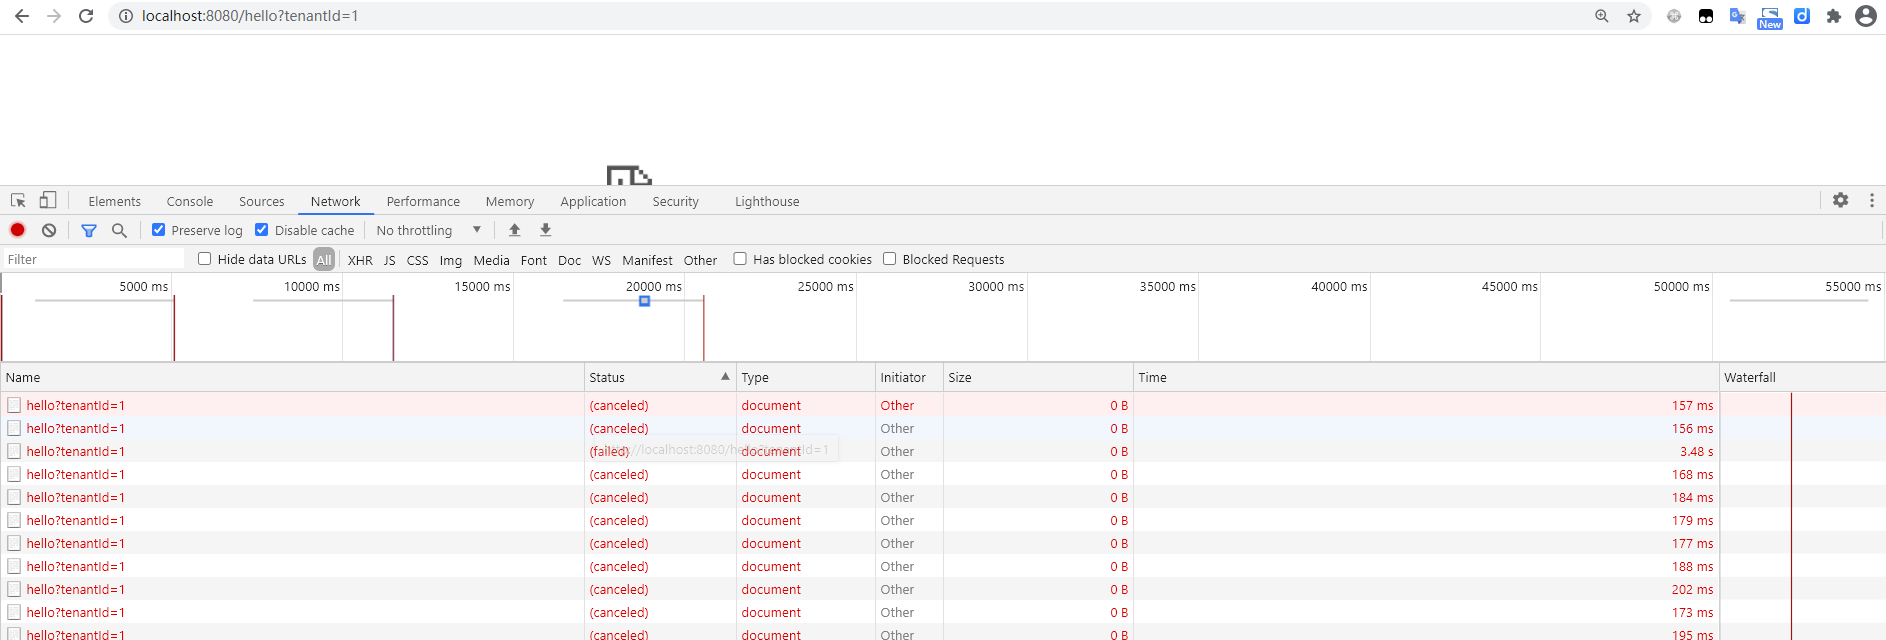 localhost:8080/hello?tenantId=1
New
Elements Console Sources Network Performance Memory Application Security Lighthouse
Preserve log Disable cache No throttling
Filter Hide data URLs All XHR JS CSS Img Media Font Doc WS Manifest Other Has blocked cookies Blocked Requests
5000 ms 10000 ms 15000 ms 20000 ms 25000 ms 30000 ms 35000 ms 40000 ms 45000 ms 50000 ms 55000 ms
Name Status Type Initiator Size Time Waterfall
hello?tenantId=1 (canceled) document Other 0 B 157 ms
hello?tenantId=1 (canceled) document Other 0 B 156 ms
hello?tenantId=1 (failed) document Other 0 B 3.48 s
hello?tenantId=1 (canceled) document Other 0 B 168 ms
hello?tenantId=1 (canceled) document Other 0 B 184 ms
hello?tenantId=1 (canceled) document Other 0 B 179 ms
hello?tenantId=1 (canceled) document Other 0 B 177 ms
hello?tenantId=1 (canceled) document Other 0 B 188 ms
hello?tenantId=1 (canceled) document Other 0 B 202 ms
hello?tenantId=1 (canceled) document Other 0 B 173 ms
hello?tenantId=1 (canceled) document Other 0 B 195 ms